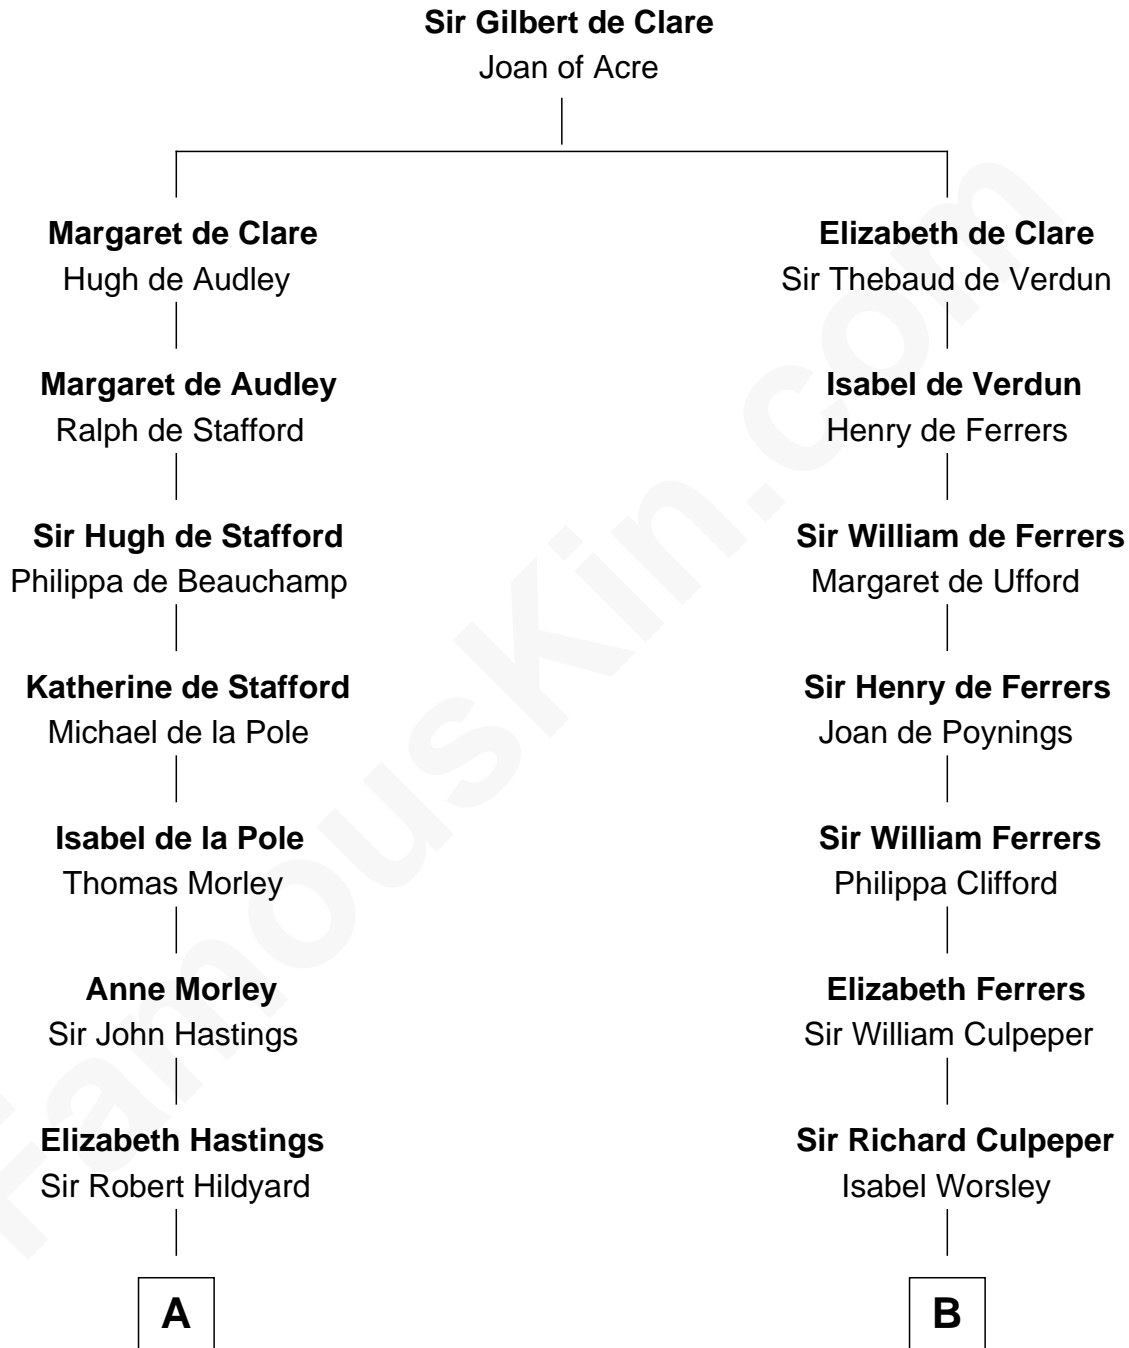 Sir Gilbert de Clare
Joan of Acre
Margaret de Clare
Hugh de Audley
Elizabeth de Clare
Sir Thebaud de Verdun
Margaret de Audley
Ralph de Stafford
Isabel de Verdun
Henry de Ferrers
Sir Hugh de Stafford
Philippa de Beauchamp
Sir William de Ferrers
Margaret de Ufford
Katherine de Stafford
Michael de la Pole
Sir Henry de Ferrers
Joan de Poynings
Isabel de la Pole
Thomas Morley
Sir William Ferrers
Philippa Clifford
Anne Morley
Sir John Hastings
Elizabeth Ferrers
Sir William Culpeper
Elizabeth Hastings
Sir Robert Hildyard
Sir Richard Culpeper
Isabel Worsley
A
B
FamousKin.com